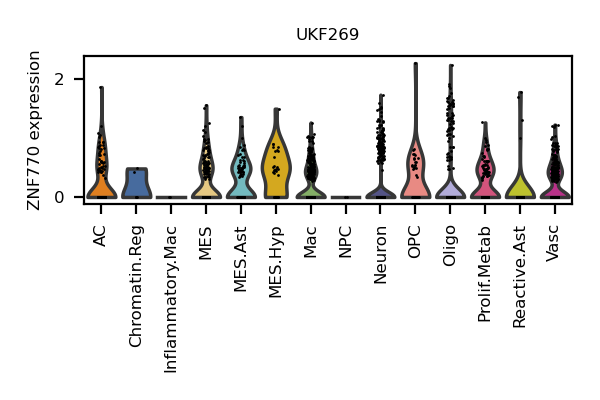 UKF269
ZNF770 expression
2
0
AC
Chromatin.Reg
Inflammatory.Mac
MES
MES.Ast
MES.Hyp
Mac
NPC
Neuron
OPC
Oligo
Prolif.Metab
Reactive.Ast
Vasc